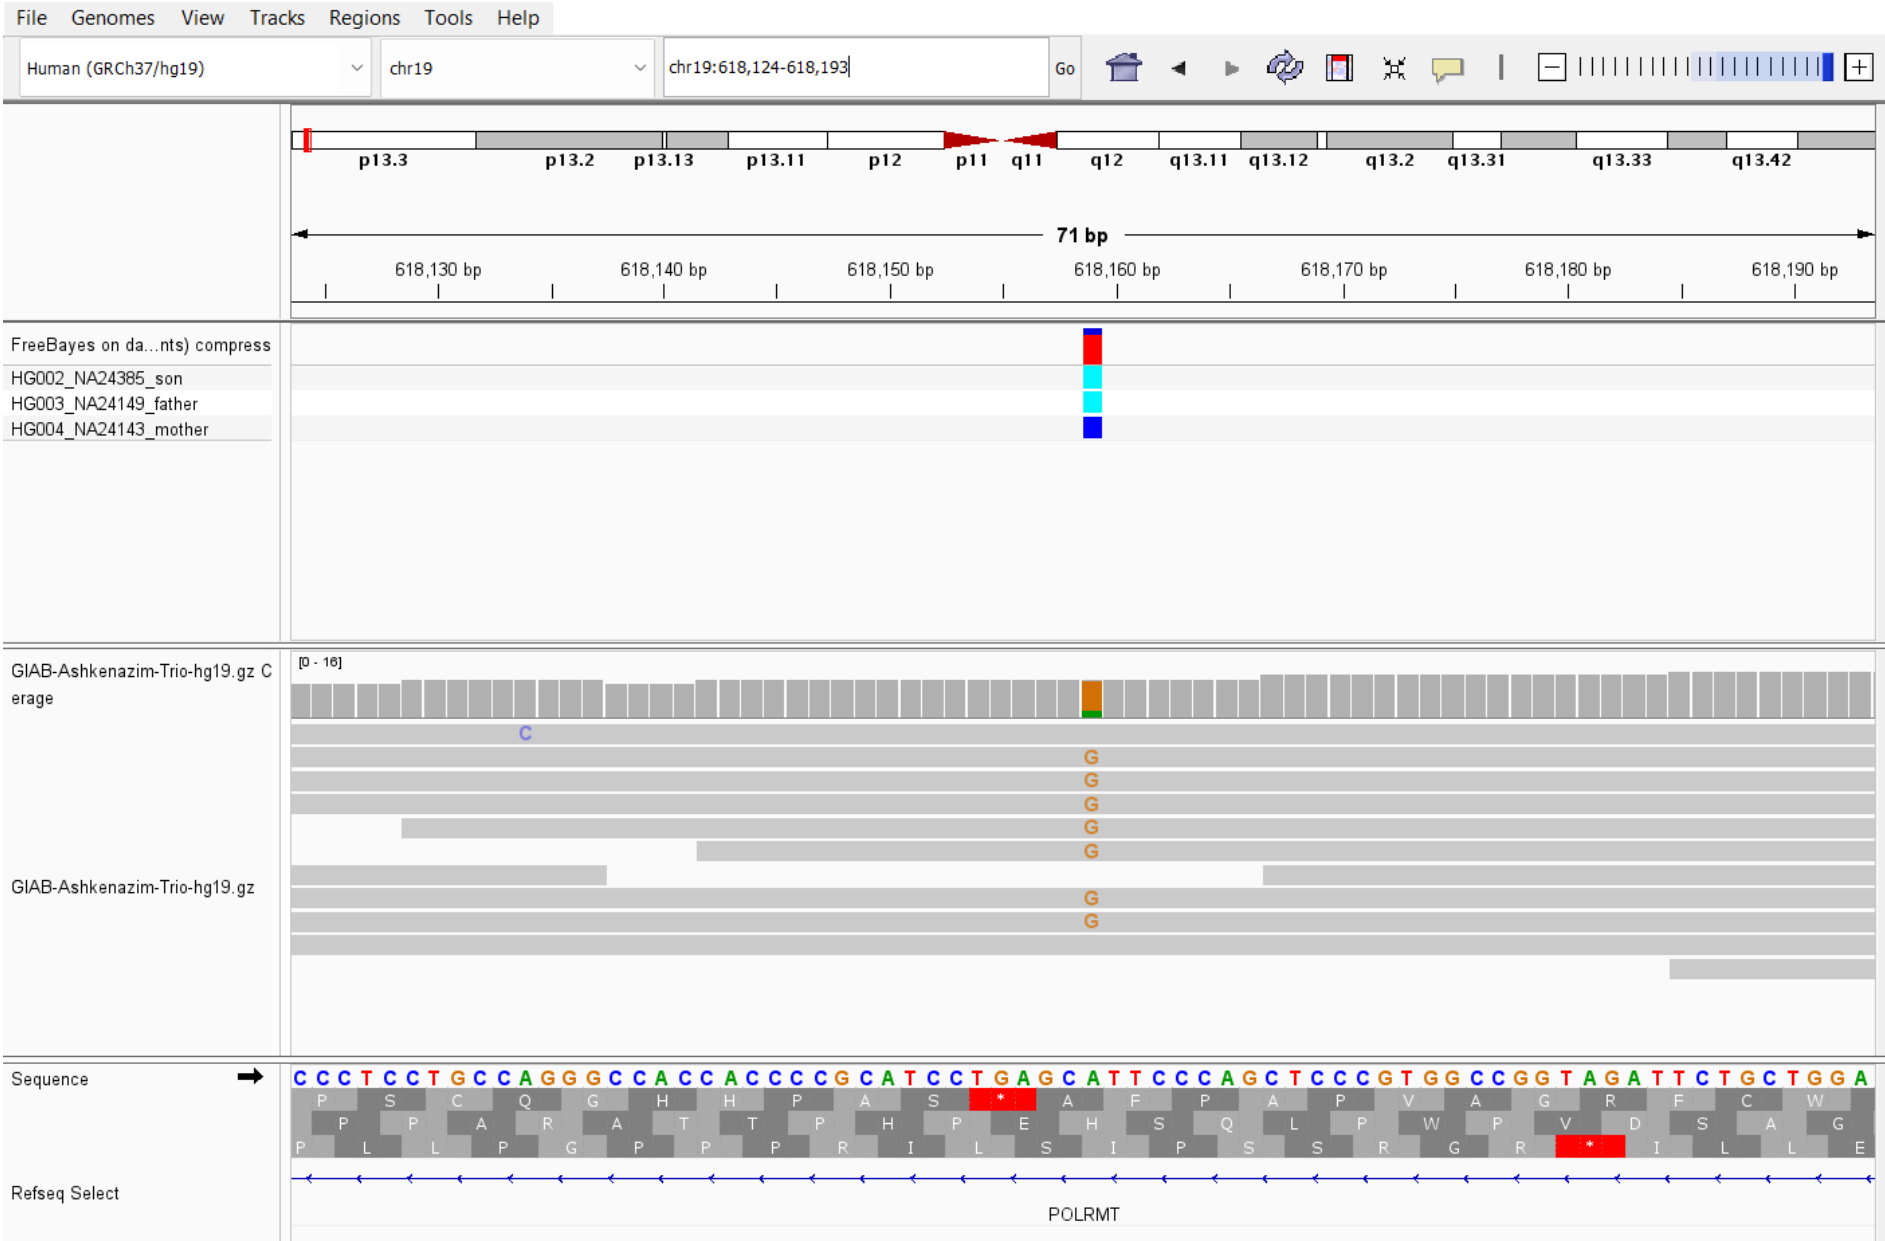 File Genomes View Tracks Regions Tools Help
Human (GRCh37/hg19) chr19 chr19:618,124-618,193 Go
p13.3 p13.2 p13.13 p13.11 p12 p11 q11 q12 q13.11 q13.12 q13.2 q13.31 q13.33 q13.42
71 bp
618,130 bp 618,140 bp 618,150 bp 618,160 bp 618,170 bp 618,180 bp 618,190 bp
FreeBayes on da...nts) compress
HG002_NA24385_son
HG003_NA24149_father
HG004_NA24143_mother
GIAB-Ashkenazim-Trio-hg19.gz C
erage
[0 - 16]
C
G
G
G
G
G
GIAB-Ashkenazim-Trio-hg19.gz
G
G
Sequence C C C T C C T G C C A G G G C C A C C A C C C C G C A T C C T G A G C A T T C C C A G C T C C C G T G G C C G G T A G A T T C T G C T G G A
P S C Q G H H P A S * A F P A P V A G R F C W
P P A R A T T P H P E H S Q L P W P V D S A G
P L L P G P P P R I L S I P S S R G R * I L L E
Refseq Select
POLRMT